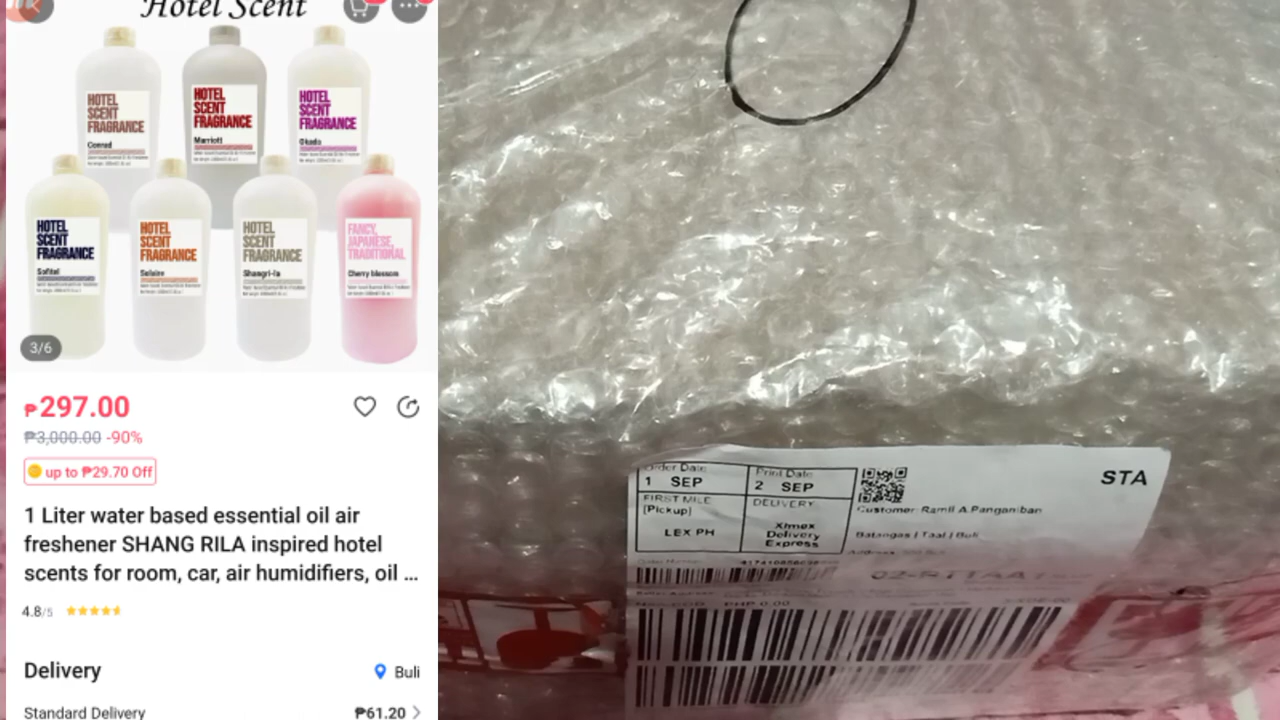 Hotel Scent
HOTEL
SCENT
FRAGRANCE
Conrad
HOTEL
SCENT
FRAGRANCE
Marriott
HOTEL
SCENT
FRAGRANCE
Okada
HOTEL
SCENT
FRAGRANCE
Sofitel
HOTEL
SCENT
FRAGRANCE
Solaire
HOTEL
SCENT
FRAGRANCE
Shangri-la
FANCY,
JAPANESE,
TRADITIONAL
Cherry blossom
3/6
₱297.00
₱3,000.00 -90%
up to ₱29.70 Off
1 Liter water based essential oil air
freshener SHANG RILA inspired hotel
scents for room, car, air humidifiers, oil ...
4.8/5
Delivery
Buli
Standard Delivery ₱61.20
Order Date
1 SEP
Print Date
2 SEP
STA
FIRST MILE
(Pickup)
LEX PH
DELIVERY
Ximex
Delivery
Express
Customer: Ramil A.Panganiban
Batangas | Taal | Buli
PHP 0.00